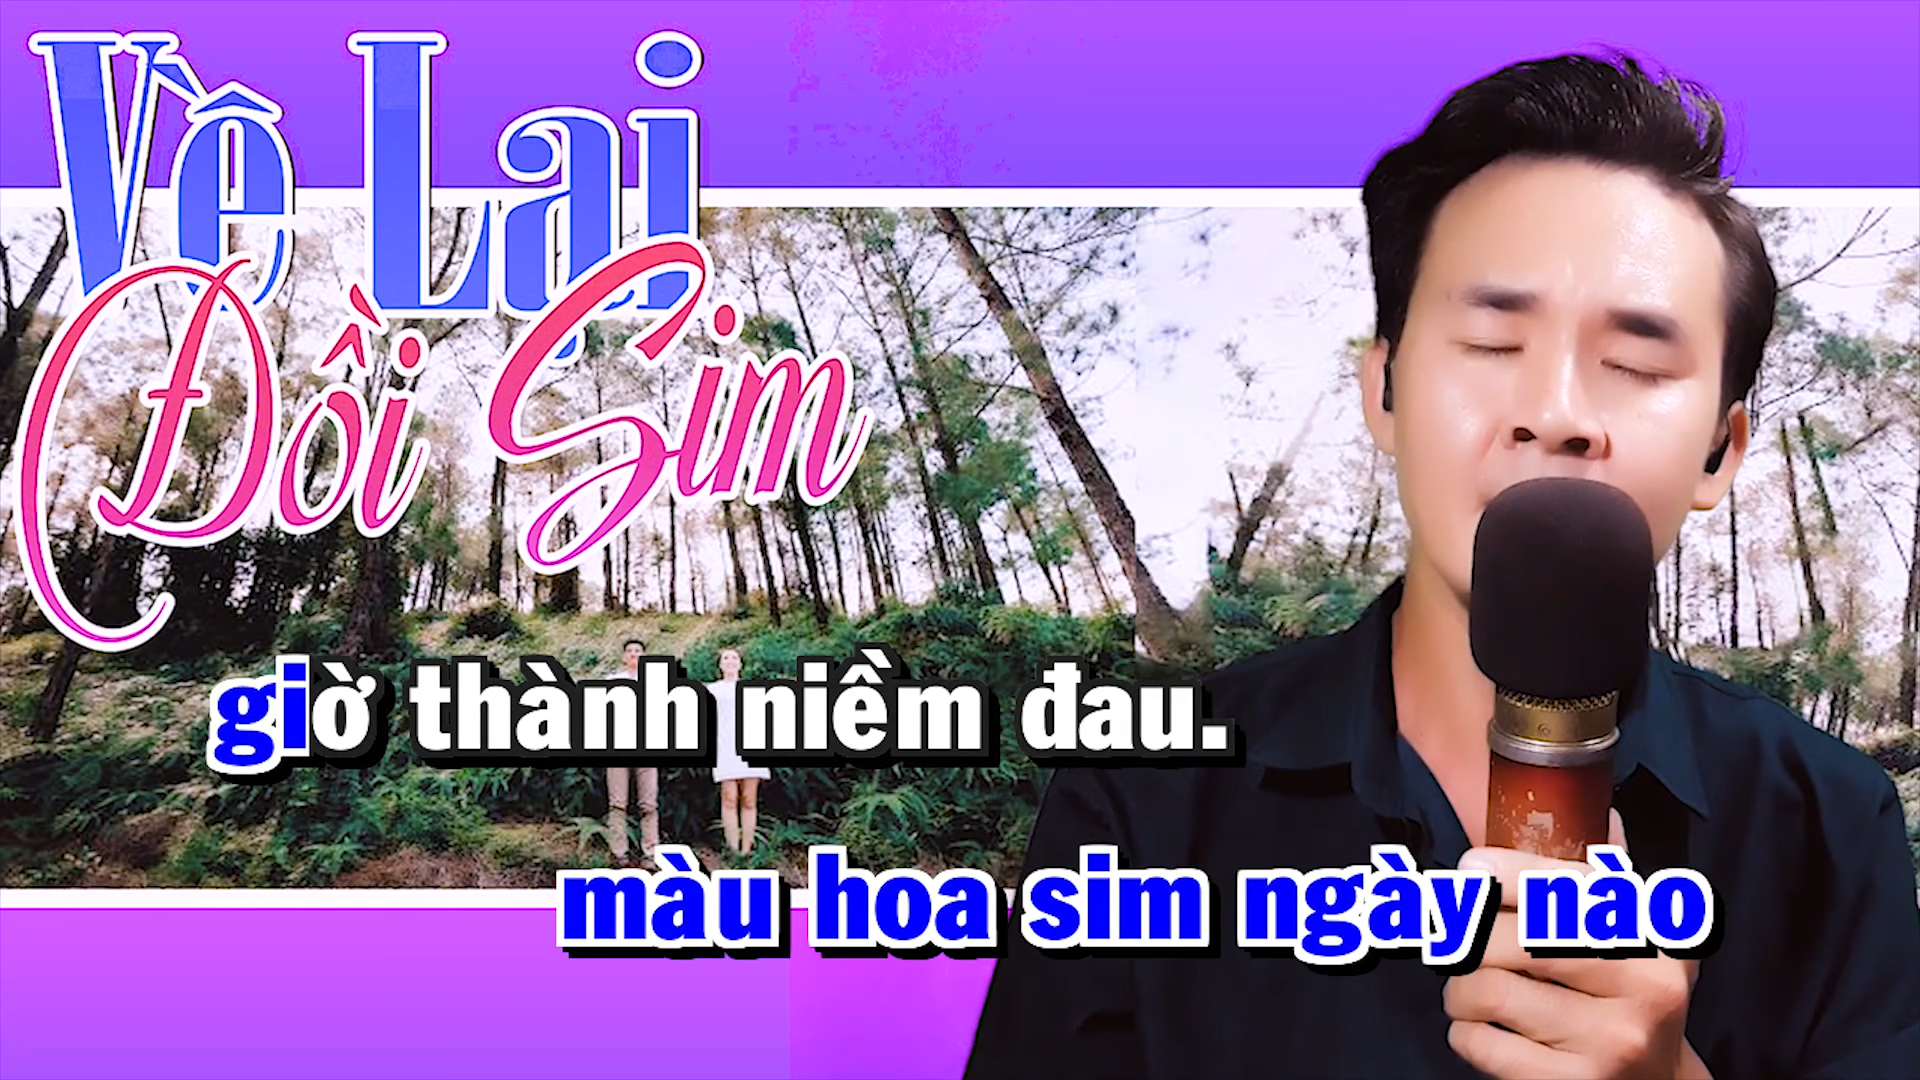 Về Lại
Đồi Sim
giờ thành niềm đau.
màu hoa sim ngày nào